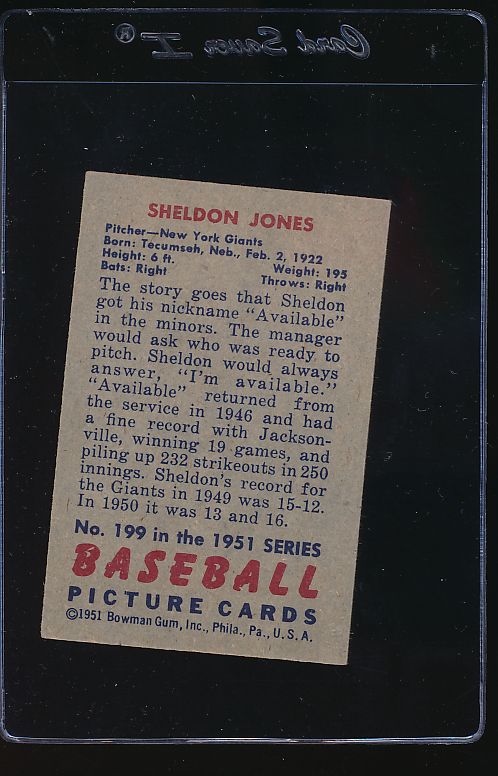 Card Saver I ®
SHELDON JONES
Pitcher—New York Giants
Born: Tecumseh, Neb., Feb. 2, 1922
Height: 6 ft. Weight: 195
Bats: Right Throws: Right
The story goes that Sheldon
got his nickname "Available"
in the minors. The manager
would ask who was ready to
pitch. Sheldon would always
answer, "I'm available."
"Available" returned from
the service in 1946 and had
a fine record with Jackson-
ville, winning 19 games, and
piling up 232 strikeouts in 250
innings. Sheldon's record for
the Giants in 1949 was 15-12.
In 1950 it was 13 and 16.
No. 199 in the 1951 SERIES
BASEBALL
PICTURE CARDS
©1951 Bowman Gum, Inc., Phila., Pa., U. S. A.